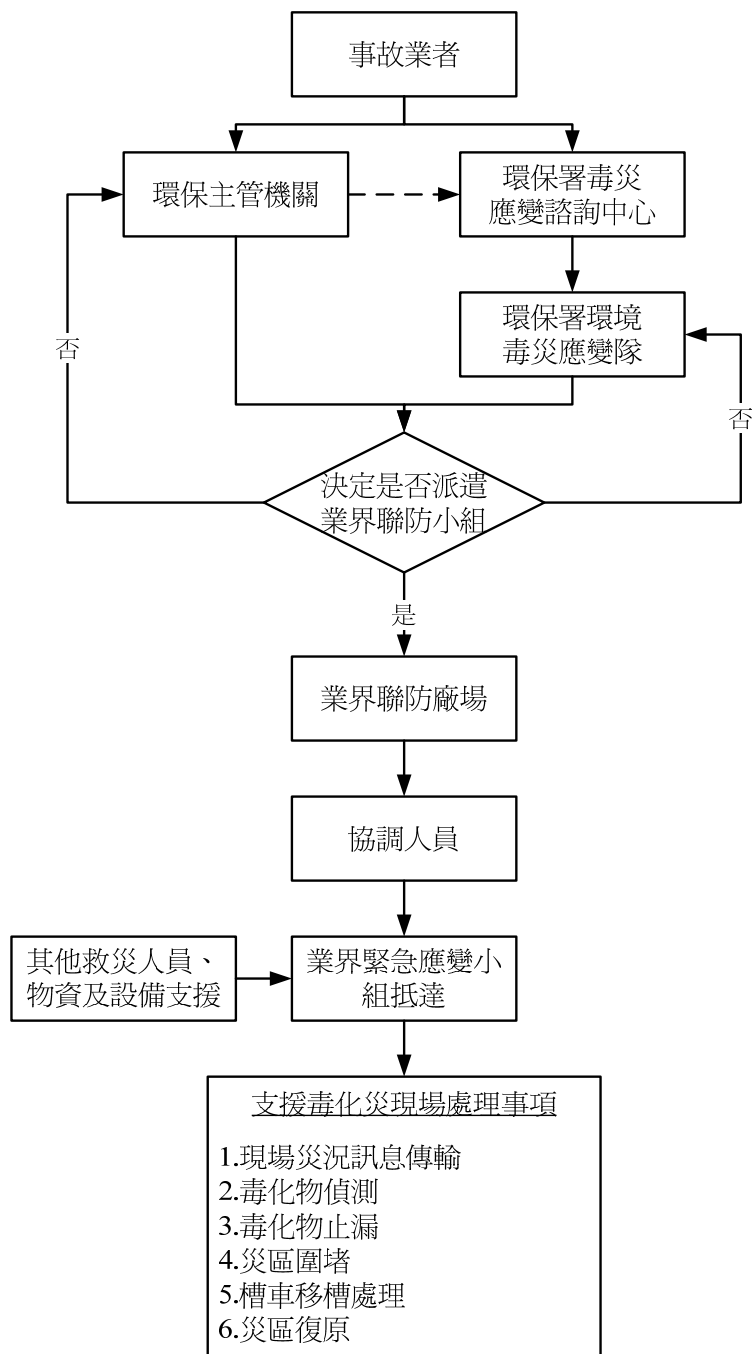 事故業者
環保主管機關
環保署毒災
應變諮詢中心
環保署環境
毒災應變隊
否
否
決定是否派遣
業界聯防小組
是
業界聯防廠場
協調人員
其他救災人員、
物資及設備支援
業界緊急應變小
組抵達
支援毒化災現場處理事項
1.現場災況訊息傳輸
2.毒化物偵測
3.毒化物止漏
4.災區圍堵
5.槽車移槽處理
6.災區復原